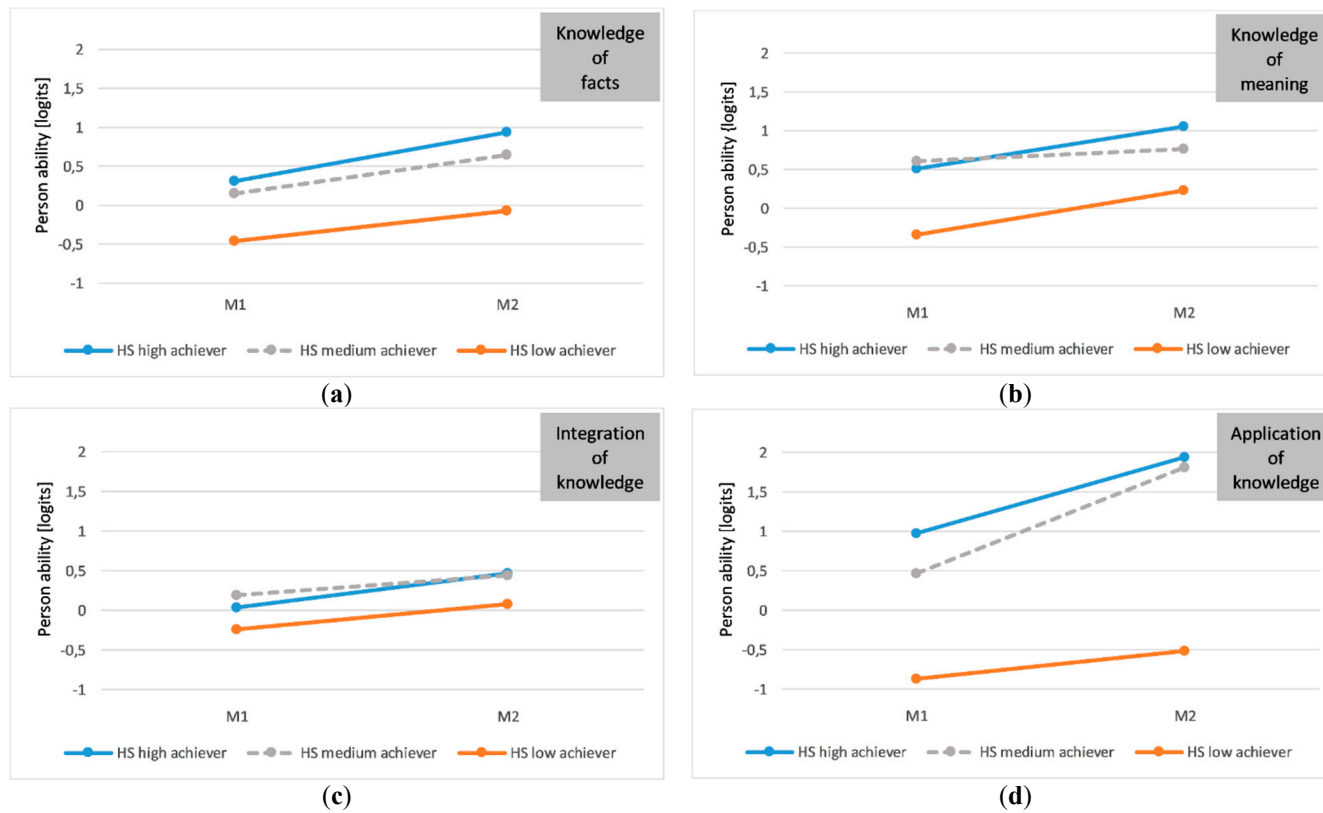 Knowledge
of
facts
Person ability [logits]
2
1,5
1
0,5
0
-0,5
-1
M1 M2
HS high achiever HS medium achiever HS low achiever
(a)
Knowledge
of
meaning
Person ability {logits]
2
1,5
1
0,5
0
-0,5
-1
M1 M2
HS high achiever HS medium achiever HS low achiever
(b)
Integration
of
knowledge
Person ability [logits]
2
1,5
1
0,5
0
-0,5
-1
M1 M2
HS high achiever HS medium achiever HS low achiever
(c)
Application
of
knowledge
Person ability [logits]
2
1,5
1
0,5
0
-0,5
-1
M1 M2
HS high achiever HS medium achiever HS low achiever
(d)